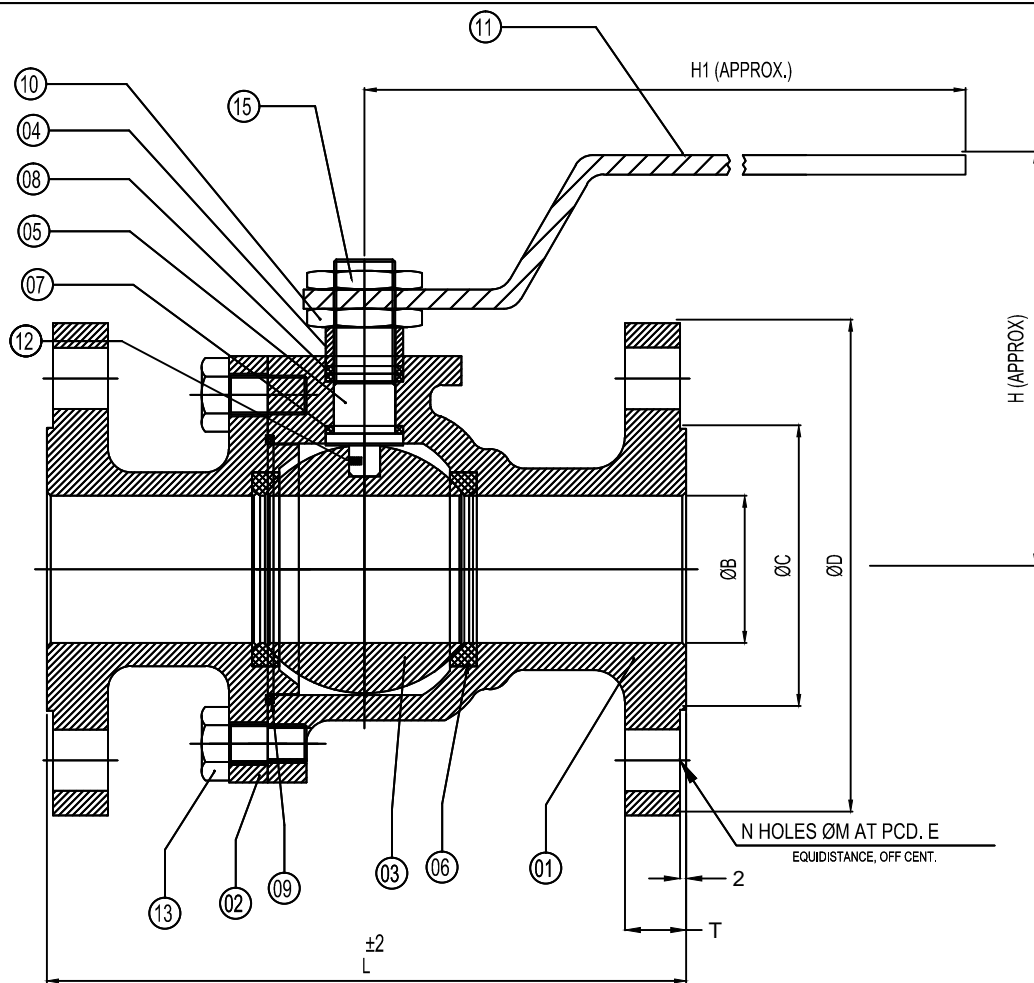 11
H1 (APPROX.)
10
15
04
08
05
07
12
H (APPROX)
ØB
ØC
ØD
N HOLES ØM AT PCD. E
EQUIDISTANCE, OFF CENT.
13
02
09
03
06
01
2
T
±2
L